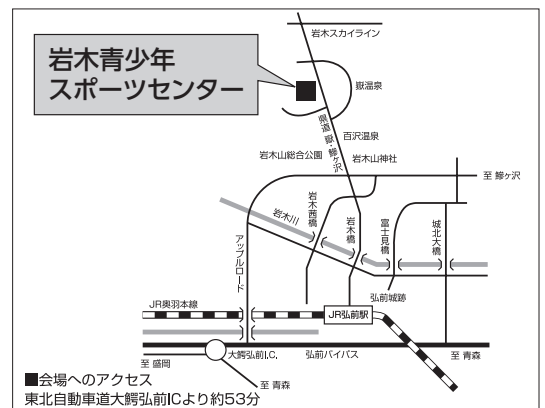 岩木スカイライン
岩木青少年
スポーツセンター
嶽温泉
県道 嶽・鰺ヶ沢
百沢温泉
岩木山総合公園
岩木山神社
至 鰺ヶ沢
岩木川
岩木茜橋
岩木橋
富士見橋
城北大橋
アップルロード
弘前城跡
JR奥羽本線
JR弘前駅
大鰐弘前I.C.
弘前バイパス
至 盛岡
至 青森
至 青森
■会場へのアクセス
東北自動車道大鰐弘前ICより約53分